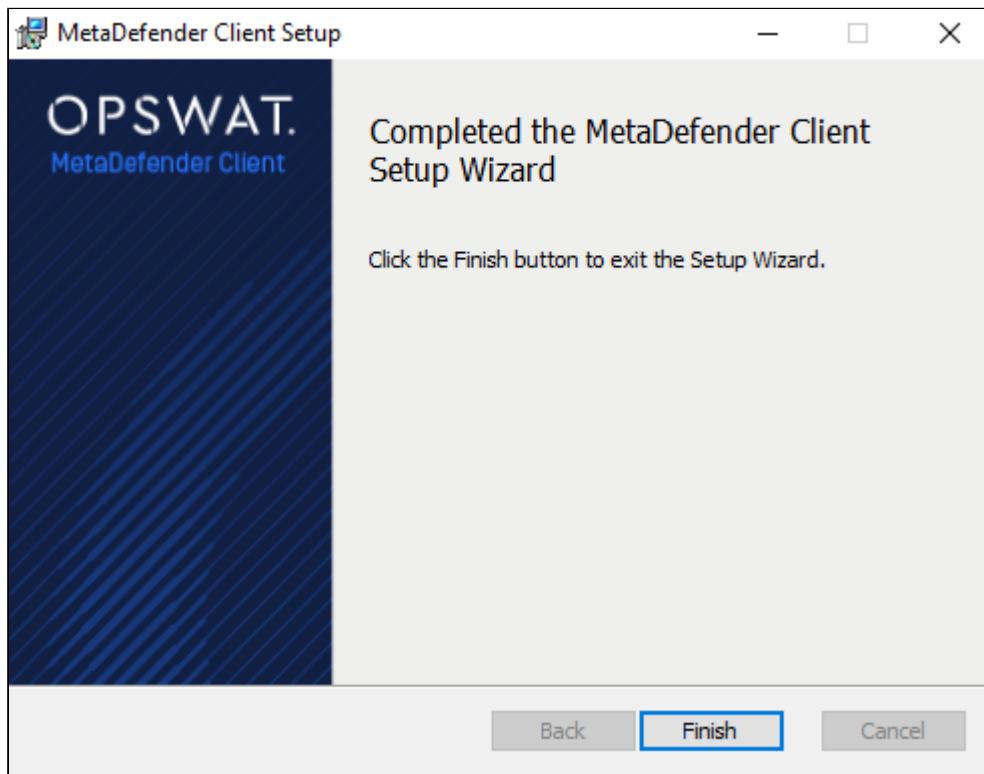 MetaDefender Client Setup
OPSWAT.
MetaDefender Client
Completed the MetaDefender Client
Setup Wizard
Click the Finish button to exit the Setup Wizard.
Back
Finish
Cancel